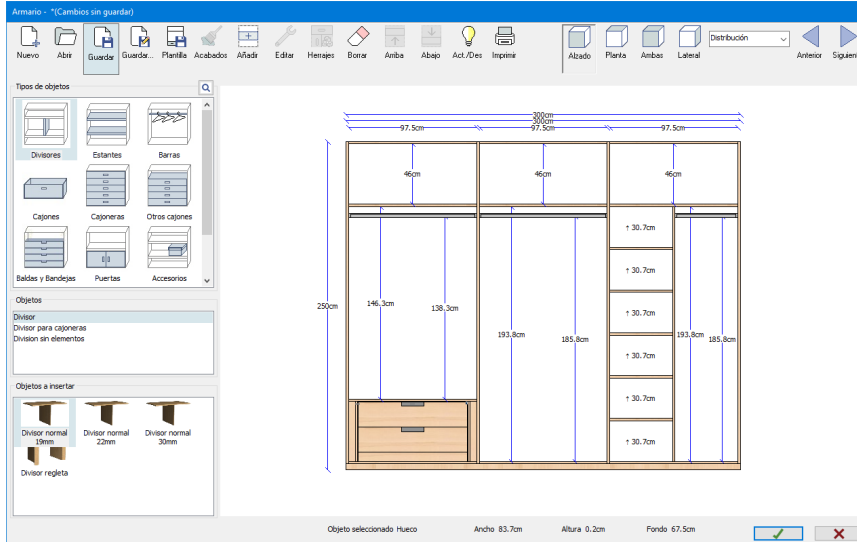 Armario - *(Cambios sin guardar)
Nuevo Abrir Guardar Guardar... Plantilla Acabados Añadir Editar Herrajes Borrar Arriba Abajo Act./Des Imprimir Alzado Planta Ambas Lateral Distribución Anterior Siguien
Tipos de objetos
Divisores Estantes Barras
Cajones Cajoneras Otros cajones
Baldas y Bandejas Puertas Accesorios
Objetos
Divisor
Divisor para cajoneras
Division sin elementos
Objetos a insertar
Divisor normal 19mm
Divisor normal 22mm
Divisor normal 30mm
Divisor regleta
300cm
300cm
97.5cm 97.5cm 97.5cm
46cm 46cm 46cm
↑ 30.7cm
↑ 30.7cm
250cm 146.3cm 138.3cm
↑ 30.7cm
193.8cm 185.8cm 193.8cm 185.8cm
↑ 30.7cm
↑ 30.7cm
↑ 30.7cm
Objeto seleccionado Hueco Ancho 83.7cm Altura 0.2cm Fondo 67.5cm